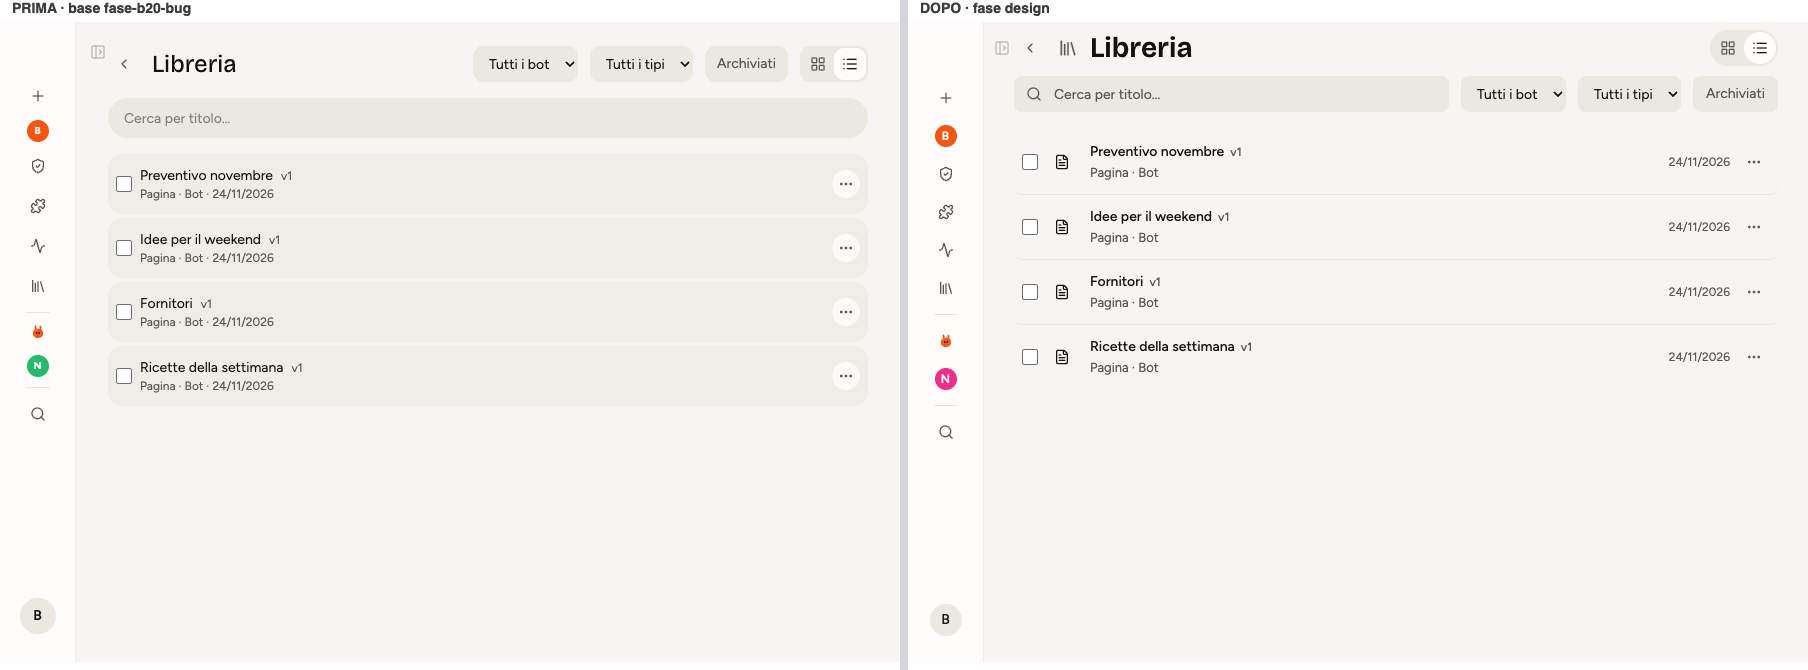 PRIMA · base fase-b20-bug
Libreria
Tutti i bot
Tutti i tipi
Archiviati
Cerca per titolo...
B
Preventivo novembre v1
Pagina · Bot · 24/11/2026
Idee per il weekend v1
Pagina · Bot · 24/11/2026
Fornitori v1
Pagina · Bot · 24/11/2026
Ricette della settimana v1
Pagina · Bot · 24/11/2026
N
B
DOPO · fase design
Libreria
Cerca per titolo...
Tutti i bot
Tutti i tipi
Archiviati
B
Preventivo novembre v1
Pagina · Bot
24/11/2026
Idee per il weekend v1
Pagina · Bot
24/11/2026
Fornitori v1
Pagina · Bot
24/11/2026
Ricette della settimana v1
Pagina · Bot
24/11/2026
N
B